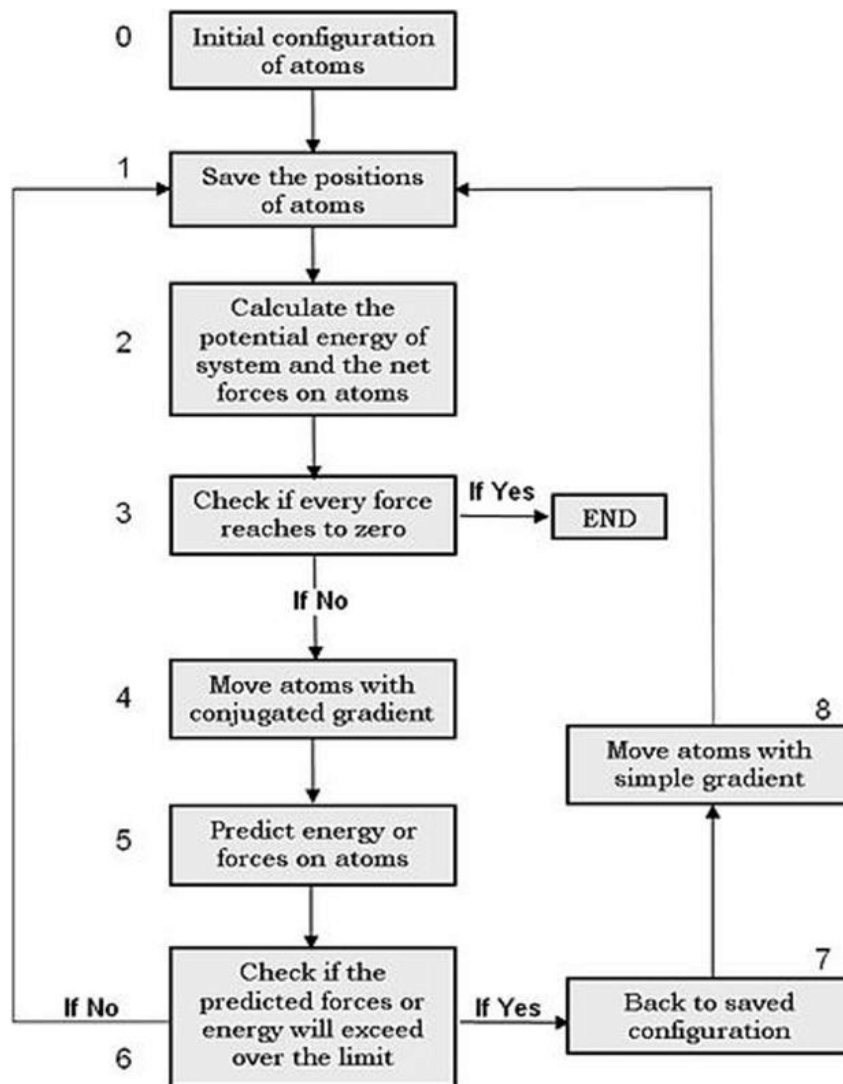 0
Initial configuration
of atoms
1
Save the positions
of atoms
2
Calculate the
potential energy of
system and the net
forces on atoms
3
Check if every force
reaches to zero
If Yes
END
If No
4
Move atoms with
conjugated gradient
8
Move atoms with
simple gradient
5
Predict energy or
forces on atoms
6
Check if the
predicted forces or
energy will exceed
over the limit
If No
If Yes
7
Back to saved
configuration